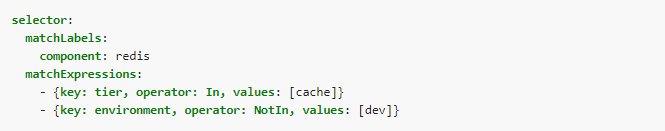 selector:
  matchLabels:
    component: redis
  matchExpressions:
    - {key: tier, operator: In, values: [cache]}
    - {key: environment, operator: NotIn, values: [dev]}